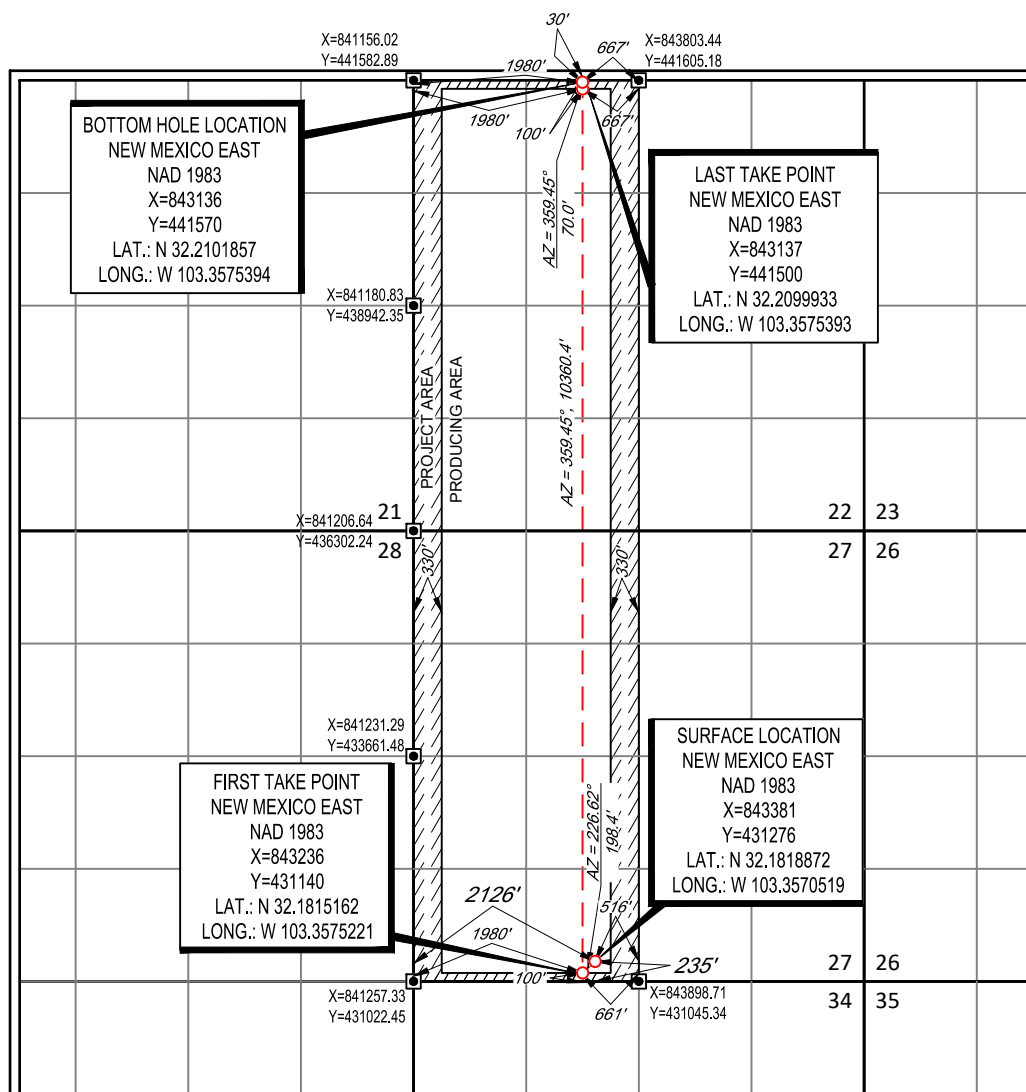 30'
X=841156.02
Y=441582.89
1980'
667'
X=843803.44
Y=441605.18
1980'
100'
667'
BOTTOM HOLE LOCATION
NEW MEXICO EAST
NAD 1983
X=843136
Y=441570
LAT.: N 32.2101857
LONG.: W 103.3575394
AZ = 359.45°
70.0'
LAST TAKE POINT
NEW MEXICO EAST
NAD 1983
X=843137
Y=441500
LAT.: N 32.2099933
LONG.: W 103.3575393
X=841180.83
Y=438942.35
PROJECT AREA
PRODUCING AREA
AZ = 359.45°, 10360.4'
X=841206.64
Y=436302.24
21
28
22
23
27
26
330'
330'
X=841231.29
Y=433661.48
FIRST TAKE POINT
NEW MEXICO EAST
NAD 1983
X=843236
Y=431140
LAT.: N 32.1815162
LONG.: W 103.3575221
SURFACE LOCATION
NEW MEXICO EAST
NAD 1983
X=843381
Y=431276
LAT.: N 32.1818872
LONG.: W 103.3570519
AZ = 226.62°
198.4'
2126'
516'
1980'
100'
235'
661'
X=841257.33
Y=431022.45
X=843898.71
Y=431045.34
27
26
34
35